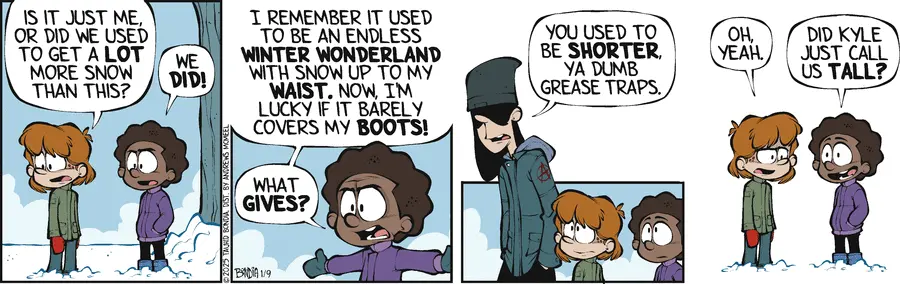 IS IT JUST ME,
OR DID WE USED
TO GET A LOT
MORE SNOW
THAN THIS?
WE
DID!
© 2025 TAUHID BONDIA, DIST. BY ANDREWS MCMEEL
I REMEMBER IT USED
TO BE AN ENDLESS
WINTER WONDERLAND
WITH SNOW UP TO MY
WAIST. NOW, I'M
LUCKY IF IT BARELY
COVERS MY BOOTS!
WHAT
GIVES?
BONDIA 1/9
YOU USED TO
BE SHORTER,
YA DUMB
GREASE TRAPS.
OH,
YEAH.
DID KYLE
JUST CALL
US TALL?